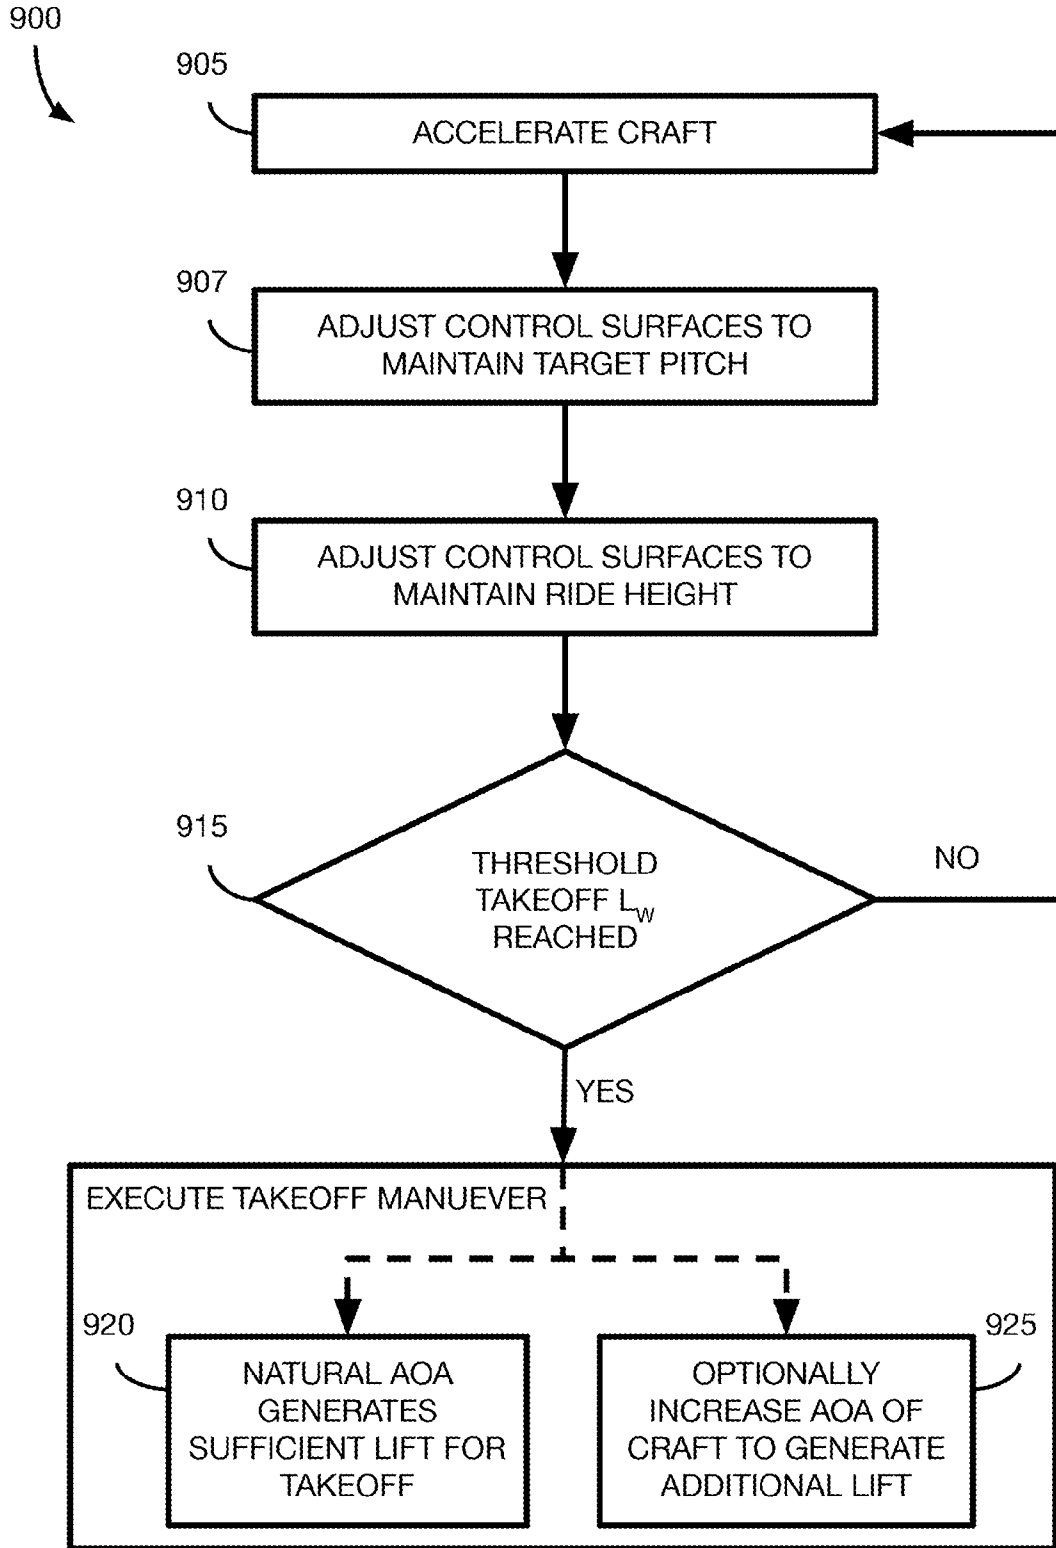 900
905
ACCELERATE CRAFT
907
ADJUST CONTROL SURFACES TO
MAINTAIN TARGET PITCH
910
ADJUST CONTROL SURFACES TO
MAINTAIN RIDE HEIGHT
915
THRESHOLD
TAKEOFF LW
REACHED
NO
YES
EXECUTE TAKEOFF MANUEVER
920
NATURAL AOA
GENERATES
SUFFICIENT LIFT FOR
TAKEOFF
925
OPTIONALLY
INCREASE AOA OF
CRAFT TO GENERATE
ADDITIONAL LIFT